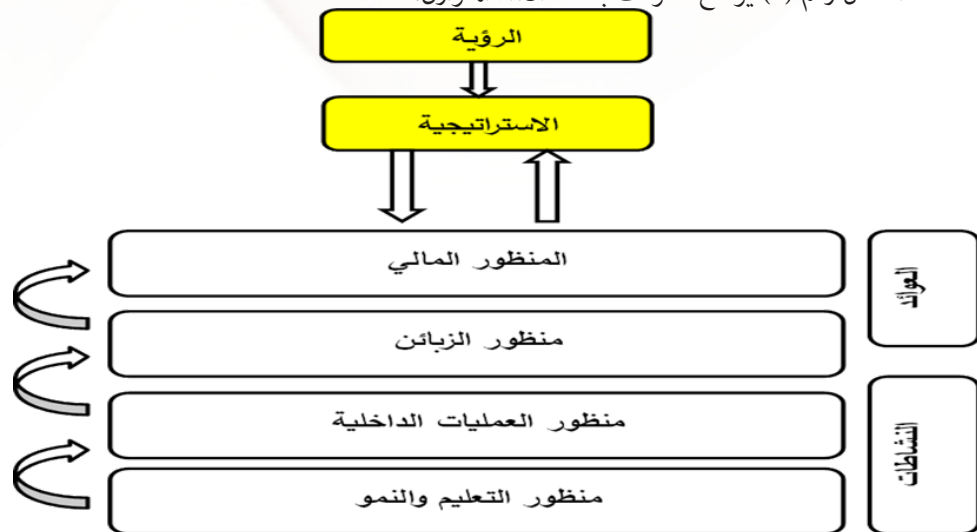 الرؤية
الاستراتيجية
المنظور المالي
منظور الزبائن
منظور العمليات الداخلية
منظور التعليم والنمو
العوائد
النشاطات